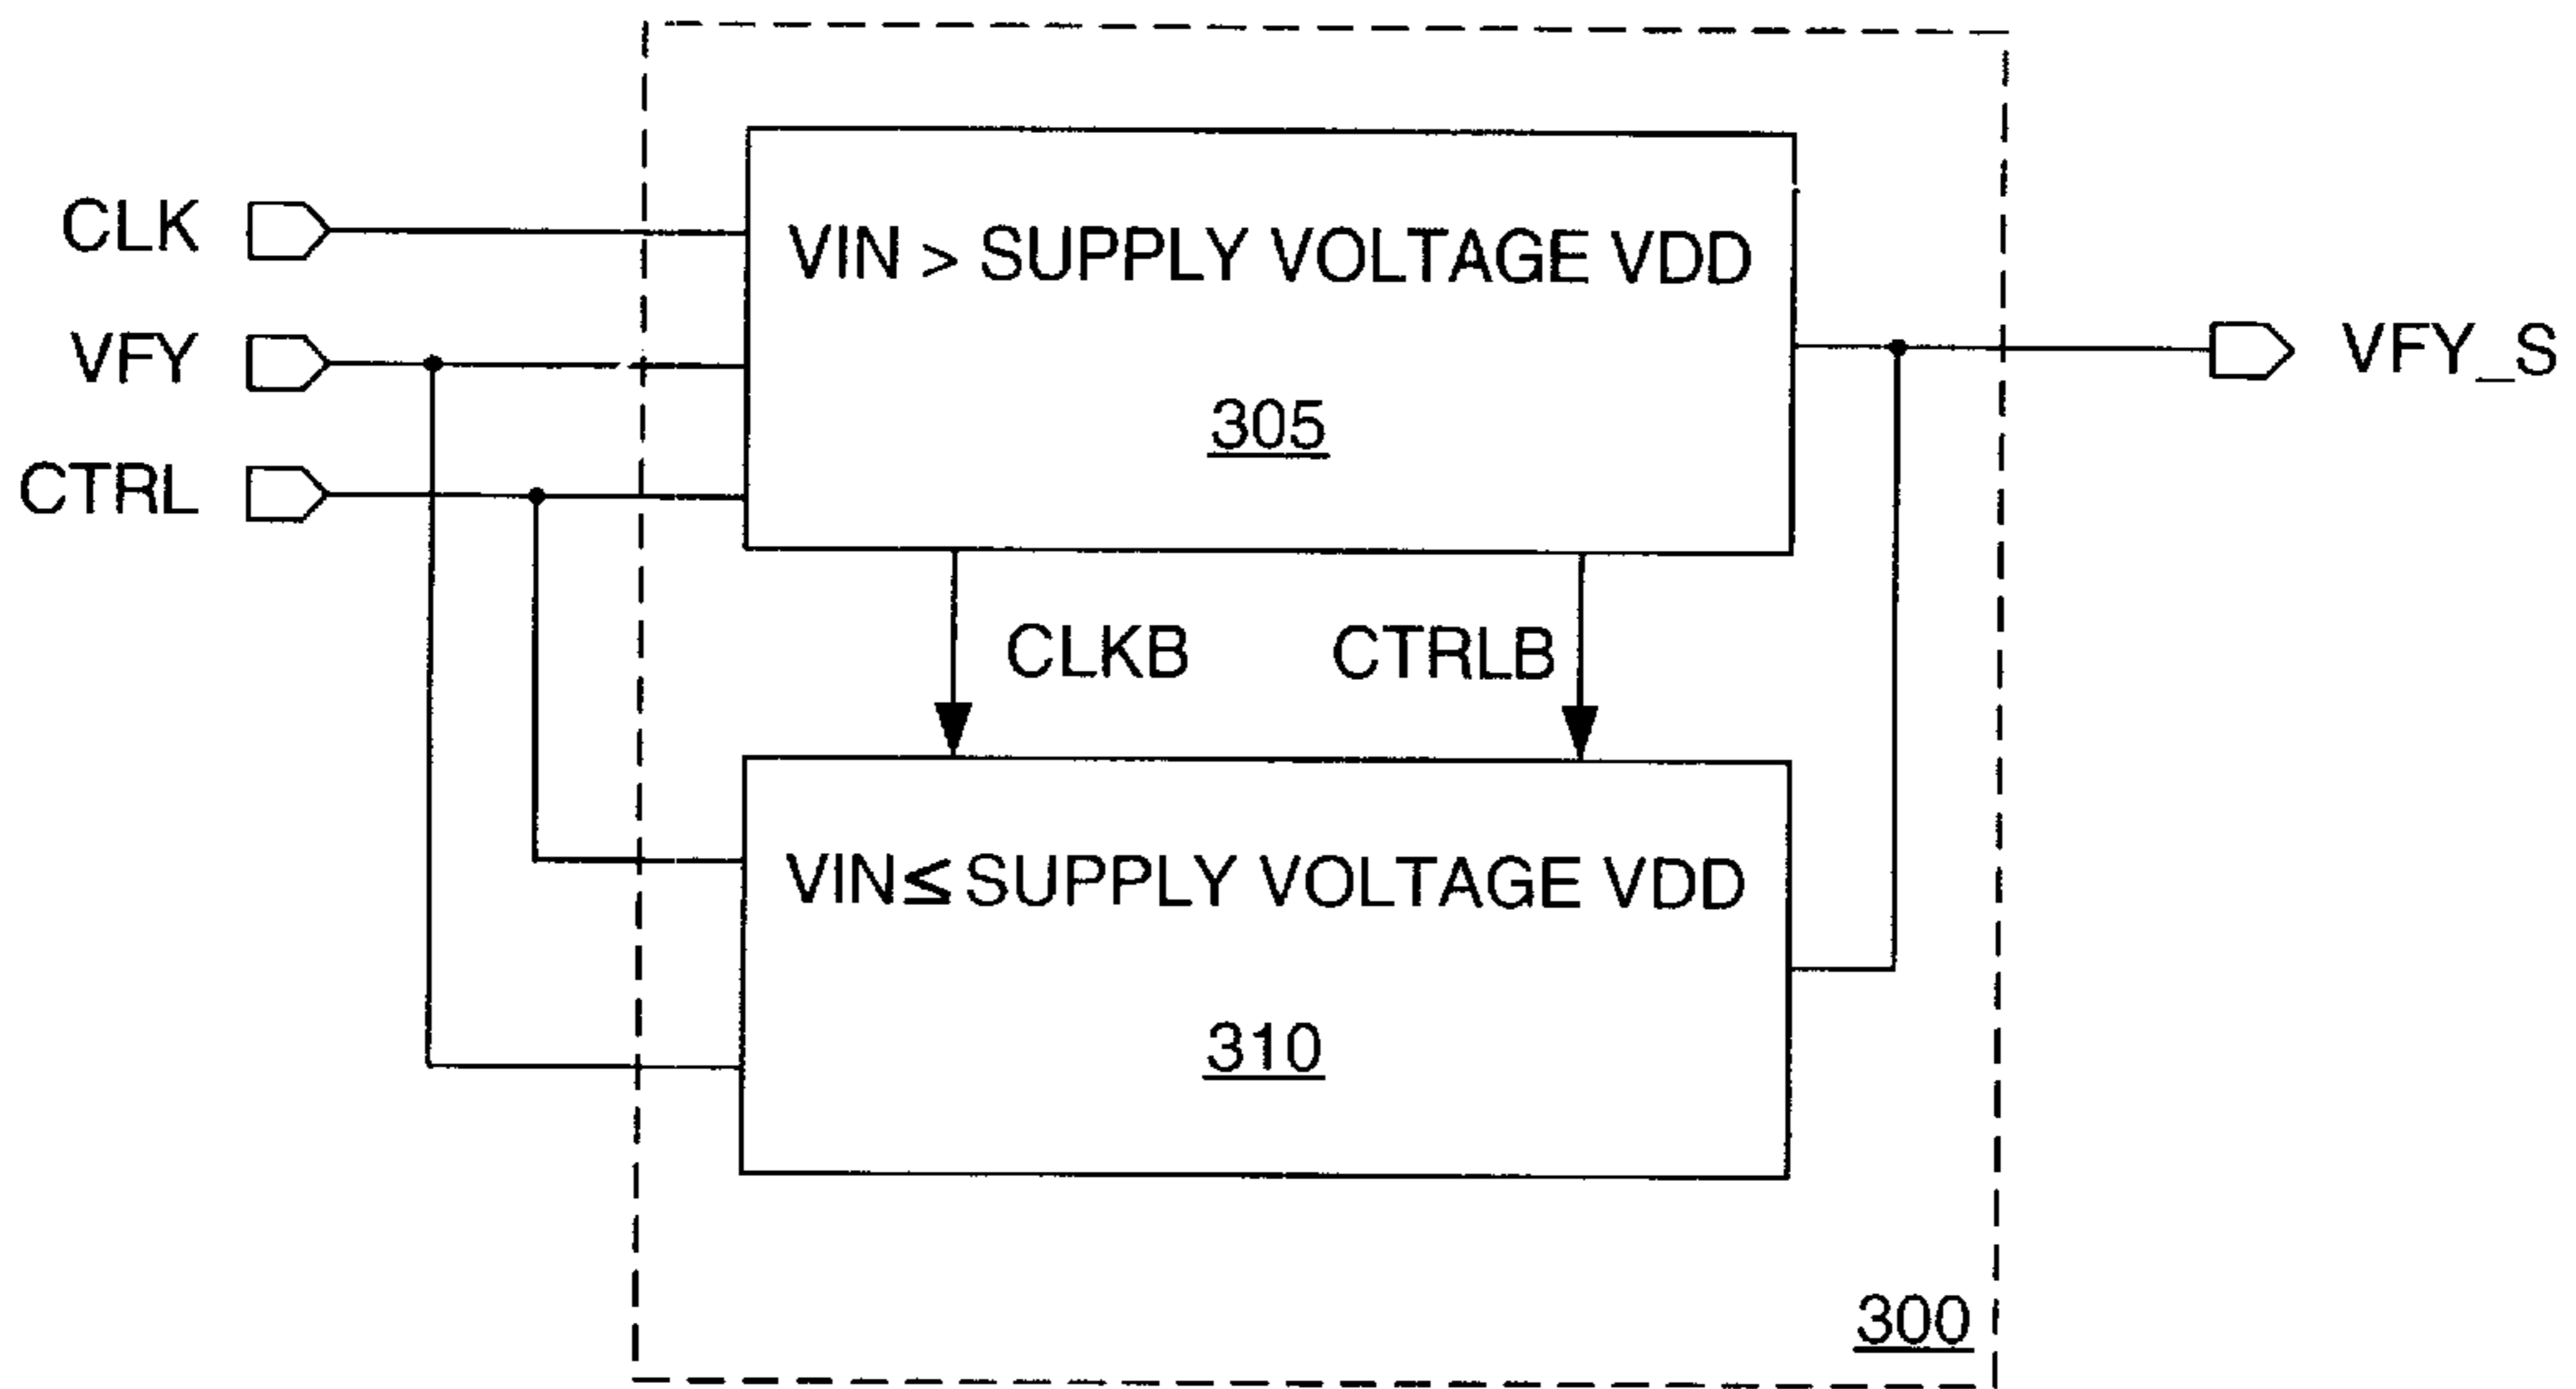 CLK
VIN > SUPPLY VOLTAGE VDD
VFY
VFY_S
305
CTRL
CLKB
CTRLB
VIN≤SUPPLY VOLTAGE VDD
310
300